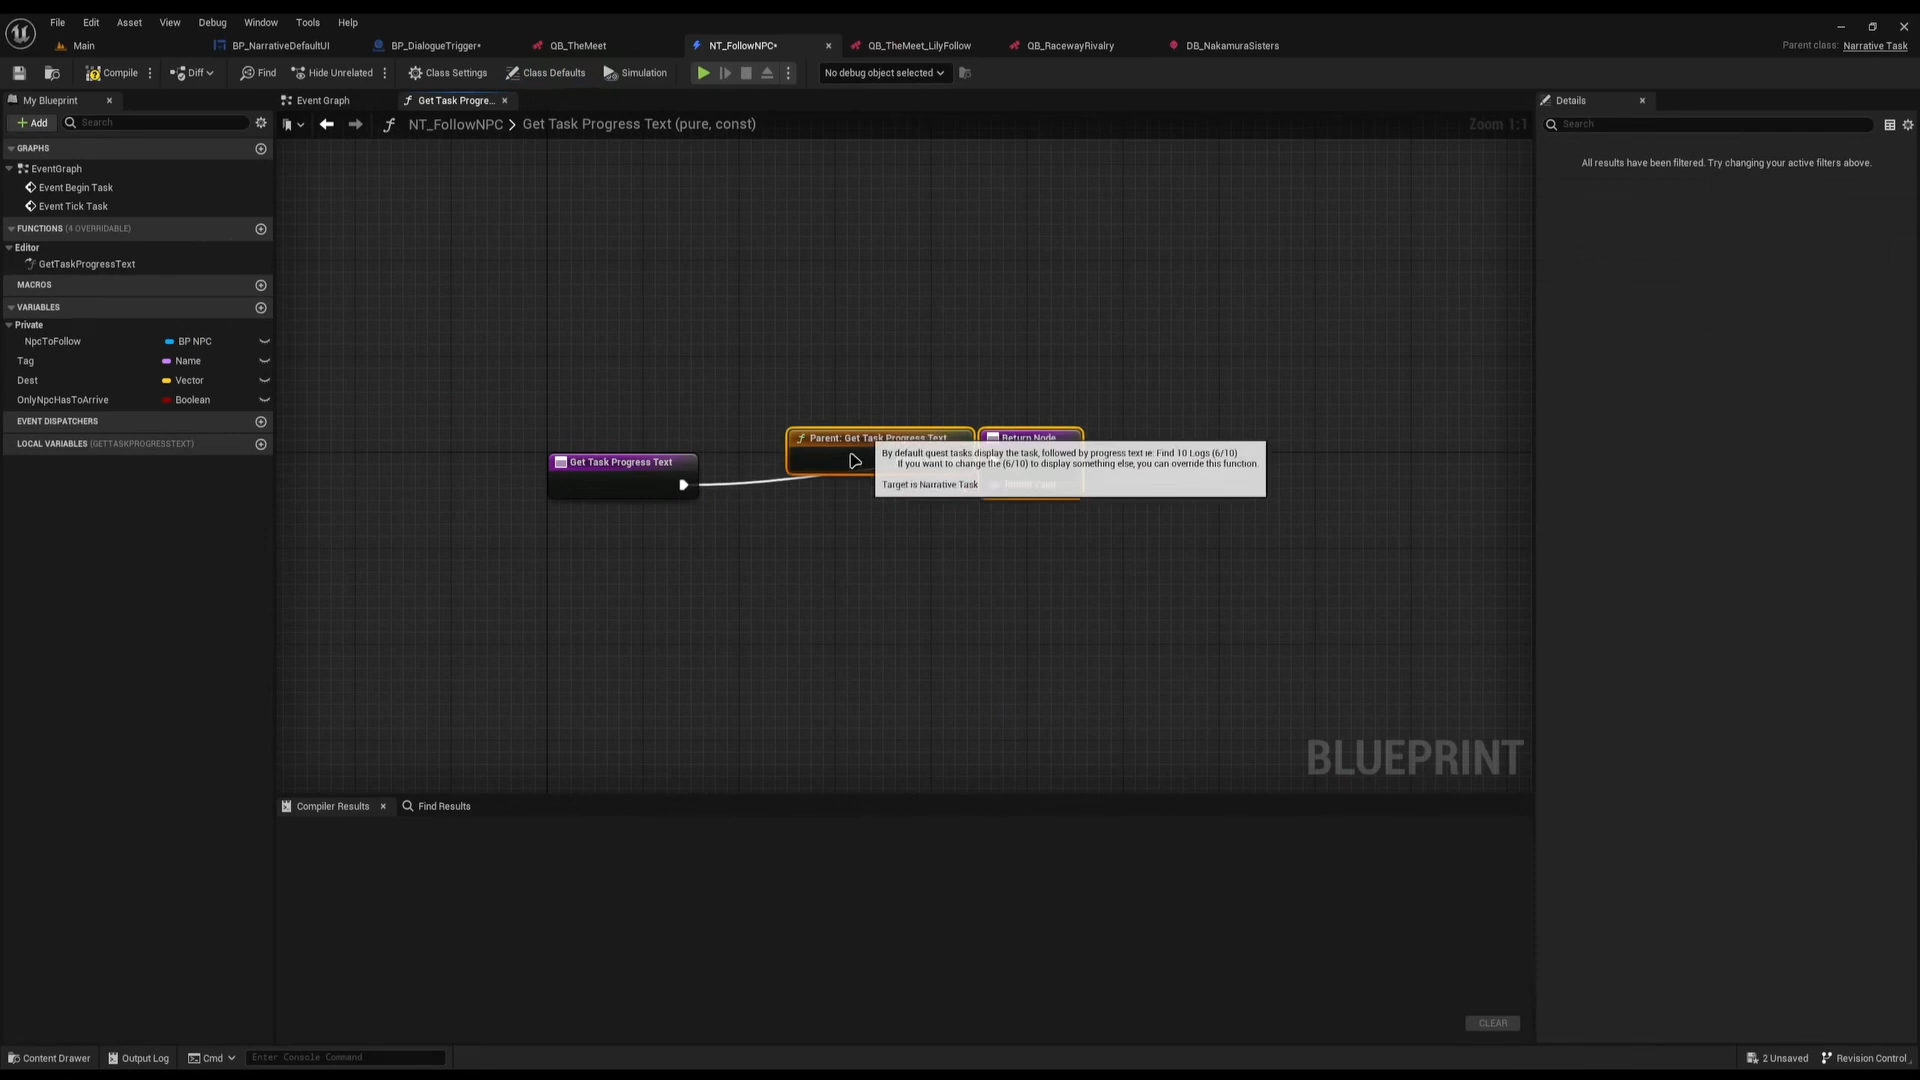 File Edit Asset View Debug Window Tools Help
Main BP_NarrativeDefaultUI BP_DialogueTrigger* QB_TheMeet NT_FollowNPC* QB_TheMeet_LilyFollow QB_RacewayRivalry DB_NakamuraSisters
Parent class: Narrative Task
Compile Diff Find Hide Unrelated Class Settings Class Defaults Simulation No debug object selected
My Blueprint Event Graph Get Task Progre... Details
Add Search
NT_FollowNPC > Get Task Progress Text (pure, const)
Zoom 1:1
Search
All results have been filtered. Try changing your active filters above.
GRAPHS
EventGraph
Event Begin Task
Event Tick Task
FUNCTIONS (4 OVERRIDABLE)
Editor
GetTaskProgressText
MACROS
VARIABLES
Private
NpcToFollow BP NPC
Tag Name
Dest Vector
OnlyNpcHasToArrive Boolean
EVENT DISPATCHERS
LOCAL VARIABLES (GETTASKPROGRESSTEXT)
Get Task Progress Text
Parent: Get Task Progress Text
Return Node
By default quest tasks display the task, followed by progress text ie: Find 10 Logs (6/10)
If you want to change the (6/10) to display something else, you can override this function.
Target is Narrative Task
BLUEPRINT
Compiler Results Find Results
CLEAR
Content Drawer Output Log Cmd Enter Console Command
2 Unsaved Revision Control